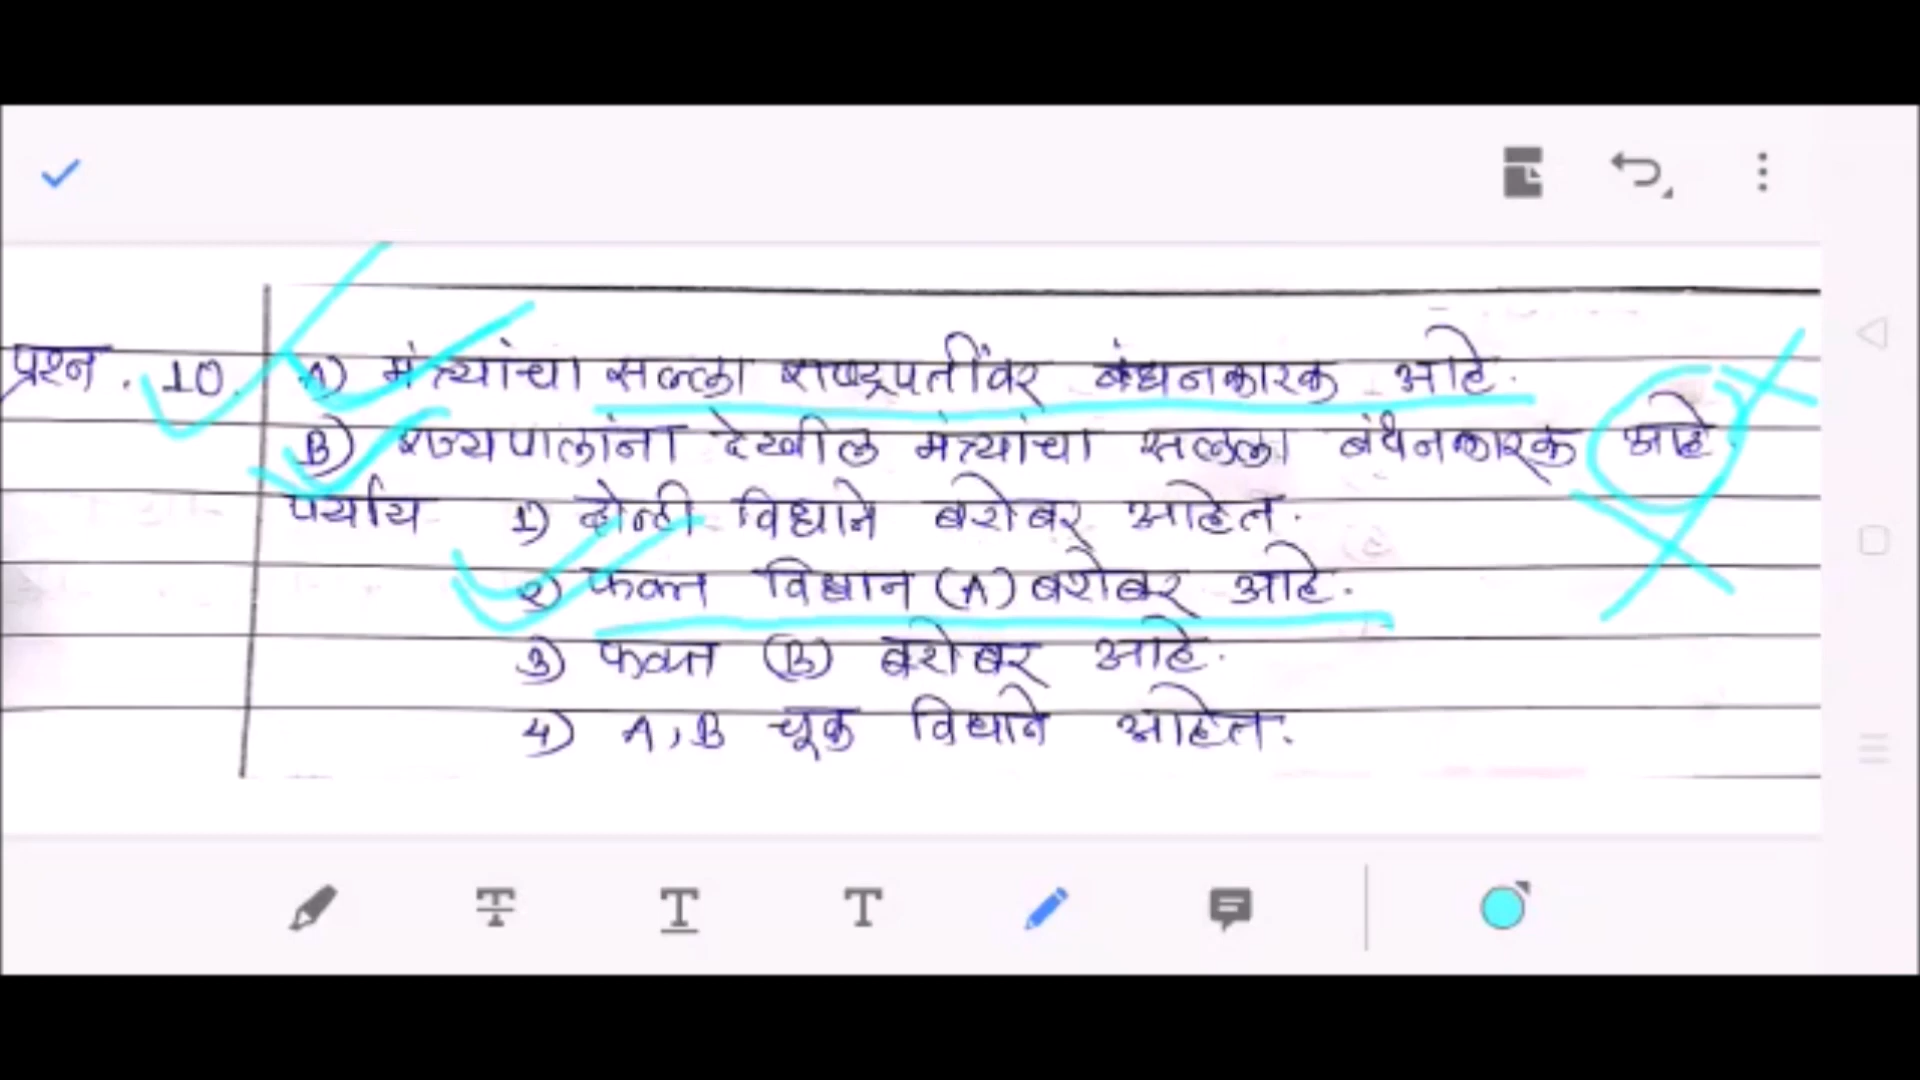 प्रश्न. 10. A) मंत्र्यांचा सल्ला राष्ट्रपतींवर बंधनकारक आहे.
B) राज्यपालांना देखील मंत्र्यांचा सल्ला बंधनकारक आहे.
पर्याय 1) दोन्ही विधाने बरोबर आहेत.
२) फक्त विधान (A) बरोबर आहे.
3) फक्त (B) बरोबर आहे.
4) A, B चूक विधाने आहेत.
T T T